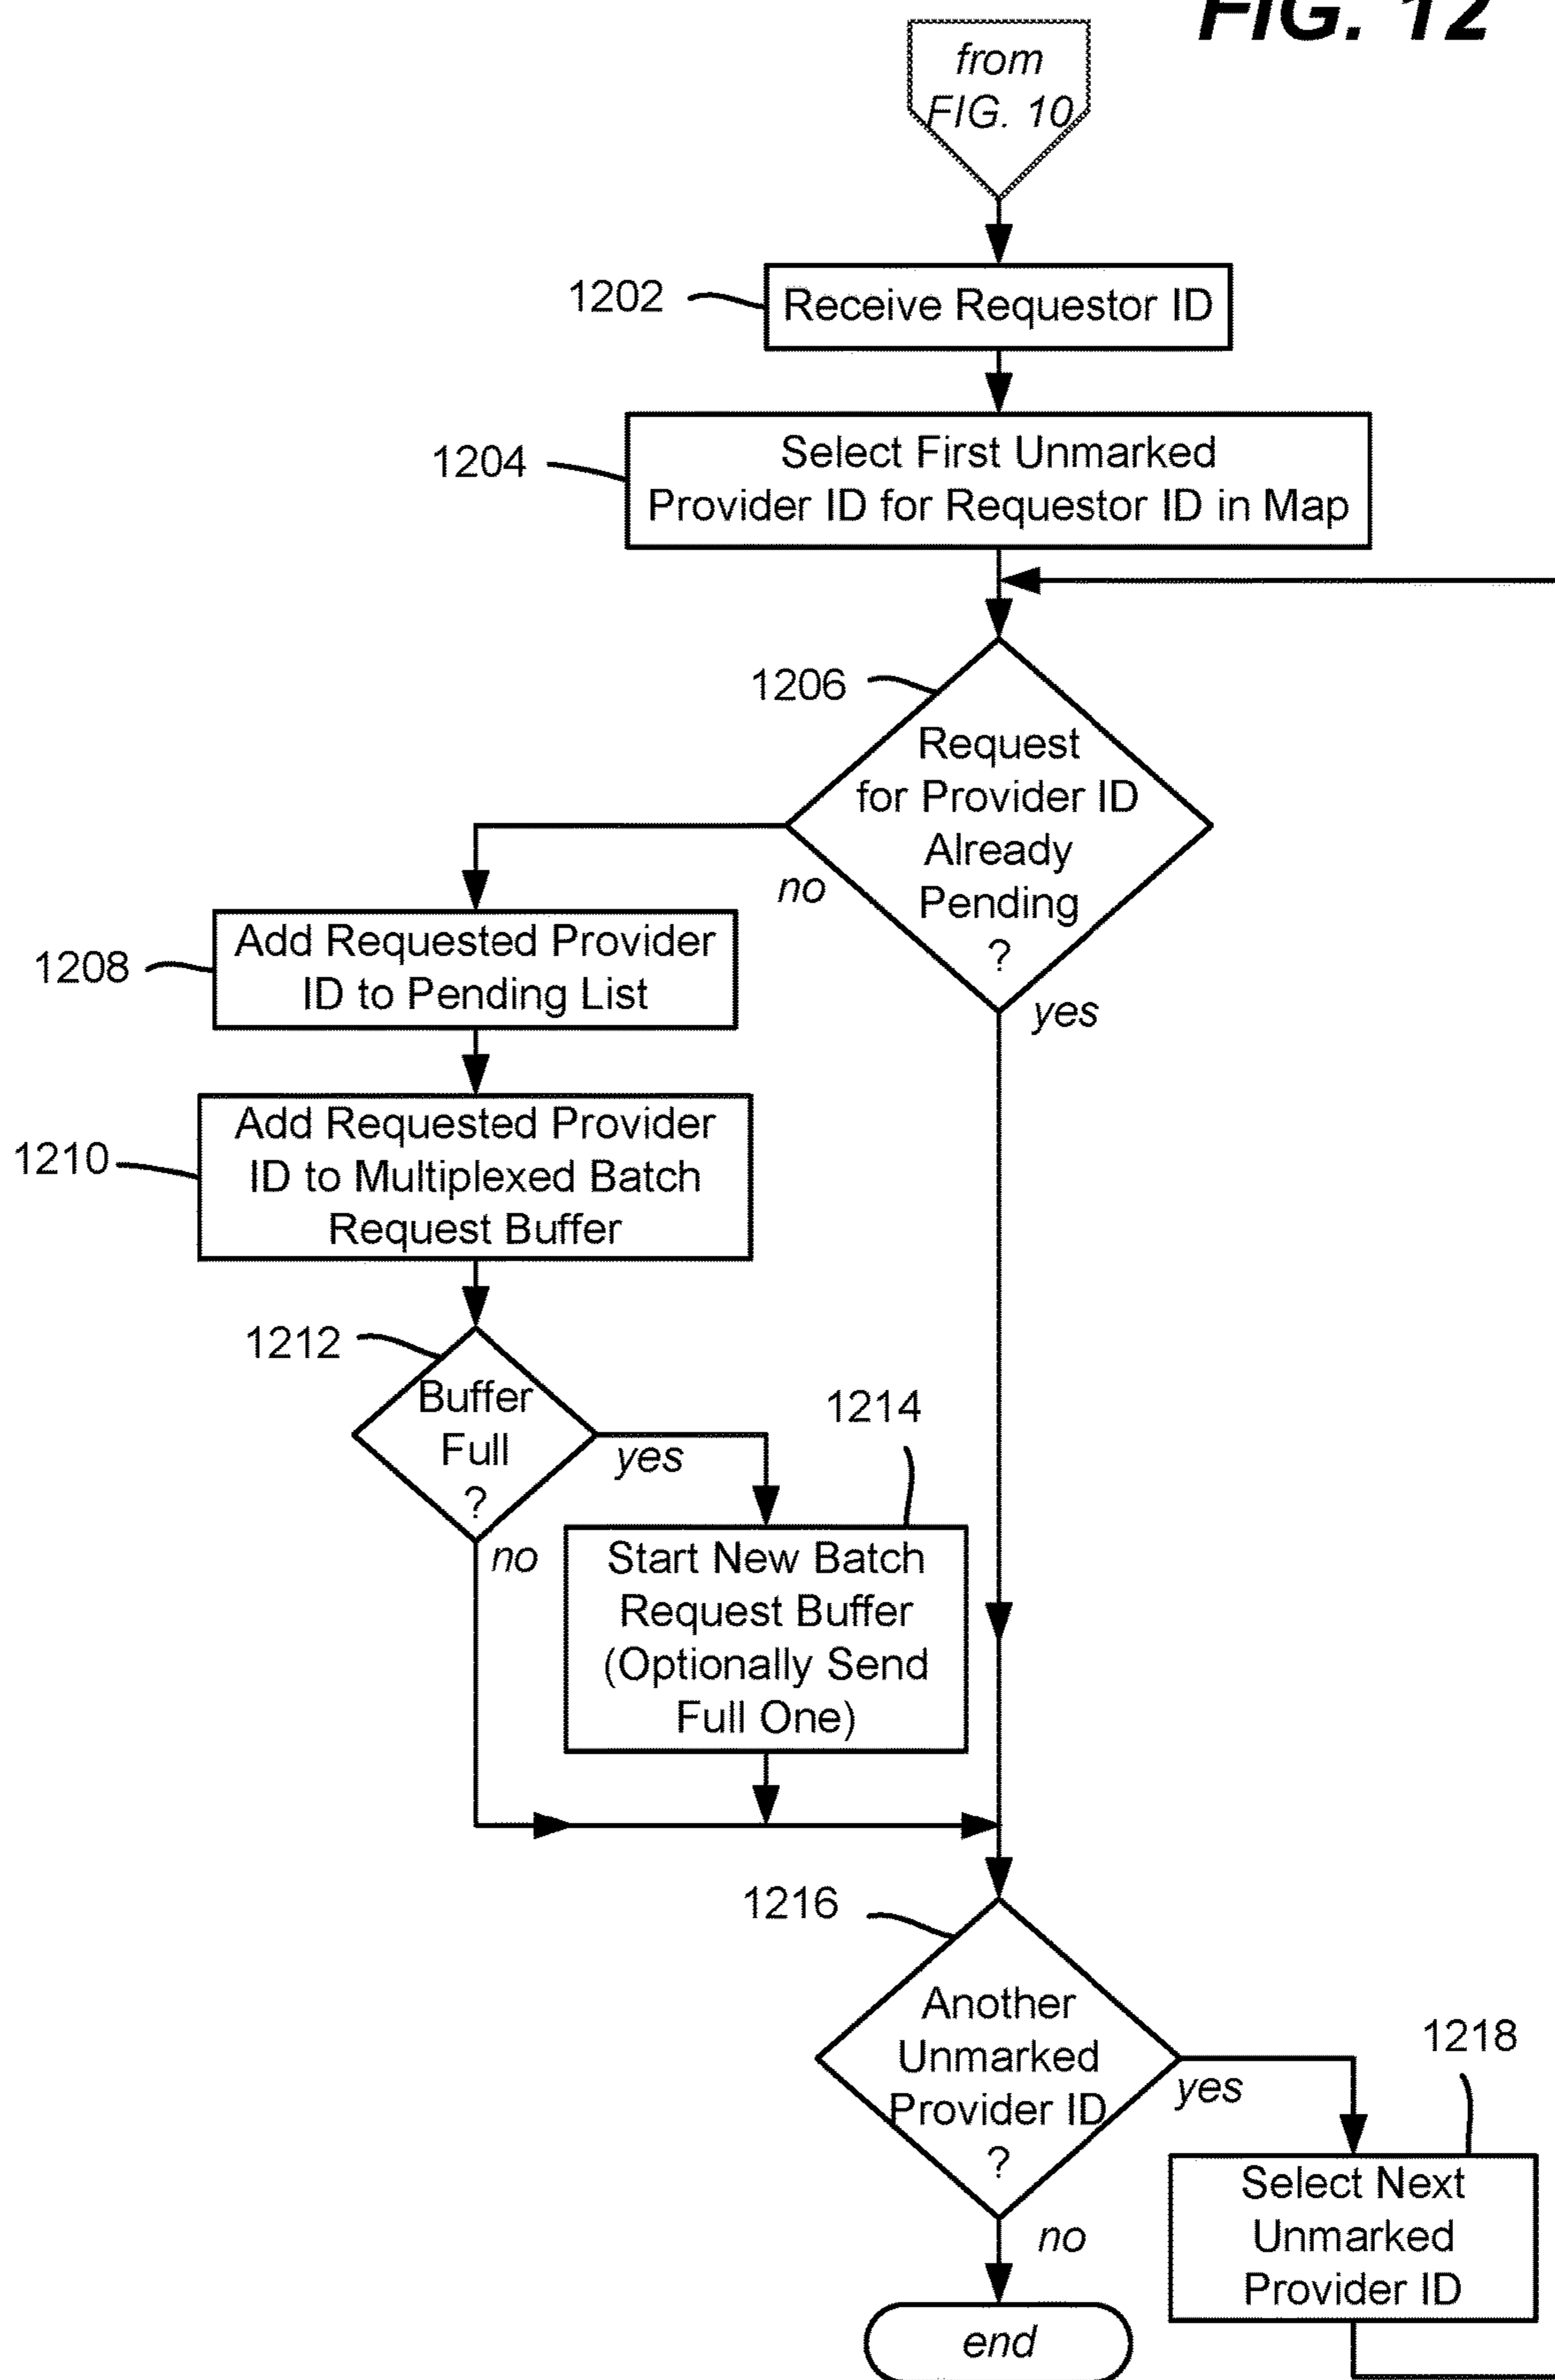 FIG. 12
from
FIG. 10
1202
Receive Requestor ID
1204
Select First Unmarked
Provider ID for Requestor ID in Map
1206
Request
for Provider ID
Already
Pending
?
no
yes
1208
Add Requested Provider
ID to Pending List
1210
Add Requested Provider
ID to Multiplexed Batch
Request Buffer
1212
Buffer
Full
?
yes
no
1214
Start New Batch
Request Buffer
(Optionally Send
Full One)
1216
Another
Unmarked
Provider ID
?
yes
no
1218
Select Next
Unmarked
Provider ID
end